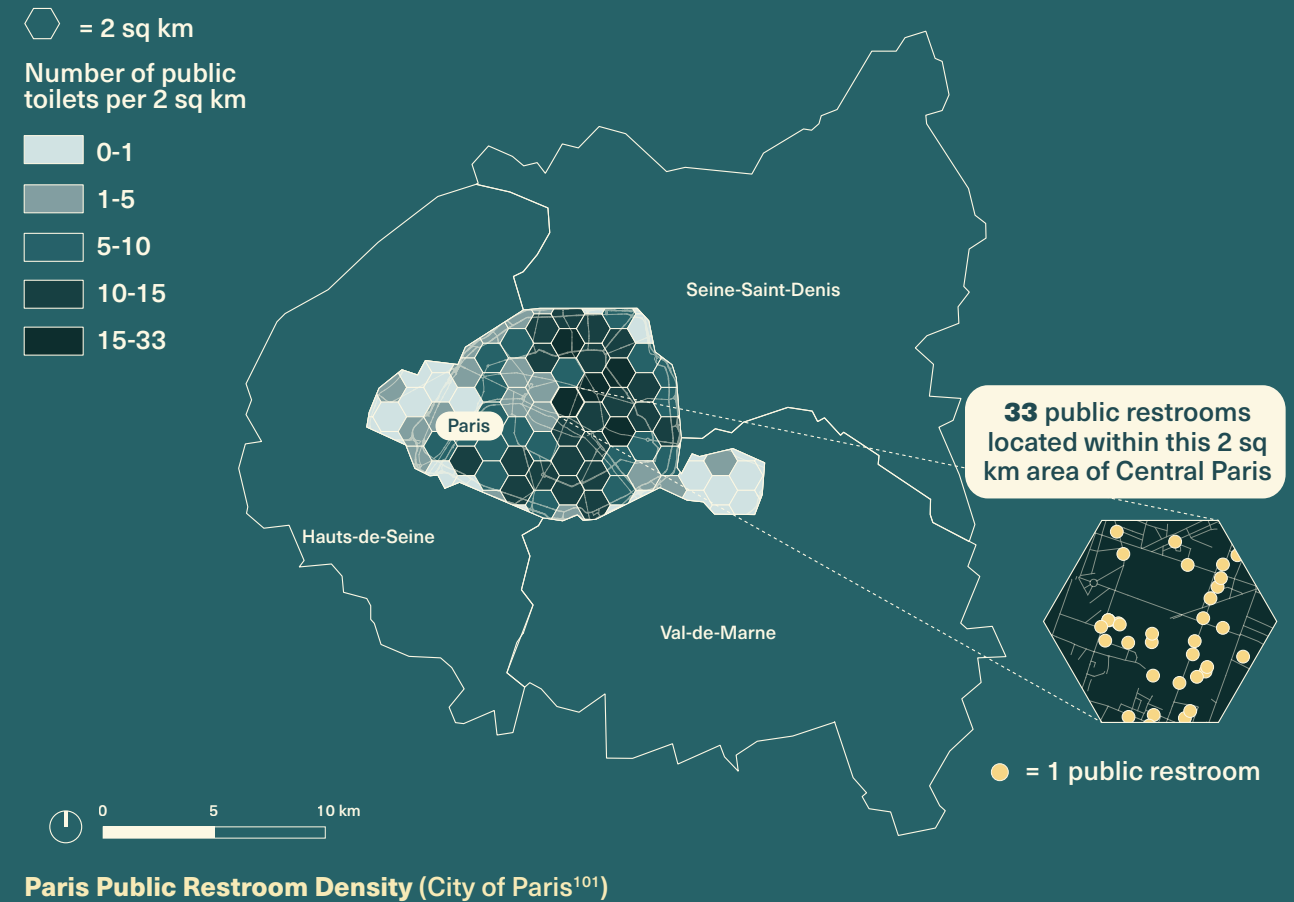 = 2 sq km
Number of public
toilets per 2 sq km
0-1
1-5
5-10
10-15
15-33
Seine-Saint-Denis
Paris
33 public restrooms
located within this 2 sq
km area of Central Paris
Hauts-de-Seine
Val-de-Marne
= 1 public restroom
0 5 10 km
Paris Public Restroom Density (City of Paris¹⁰¹)